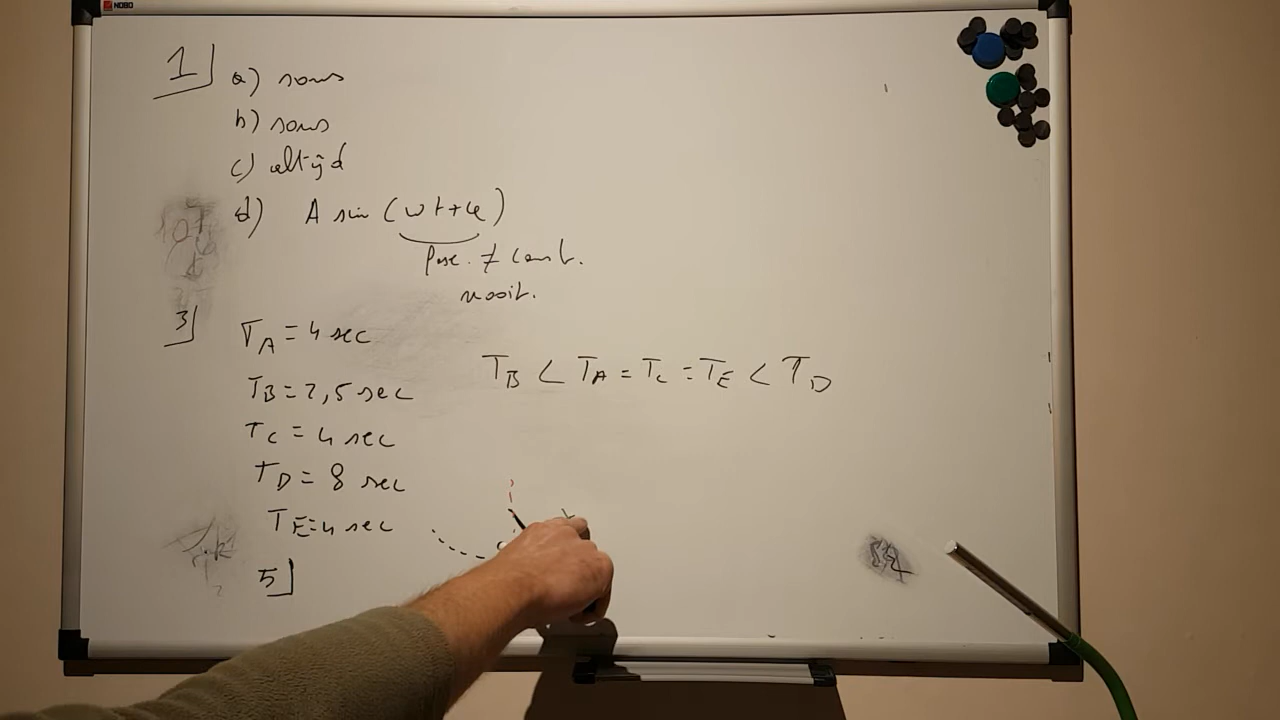 NOBO
1]
a) soms
b) soms
c) altijd
d) A sin (ωt+φ)
≠ const.
nooit.
3]
T_A = 4 sec
T_B < T_A = T_C = T_E < T_D
T_B = 2,5 sec
T_C = 4 sec
T_D = 8 sec
T_E = 4 sec
5]